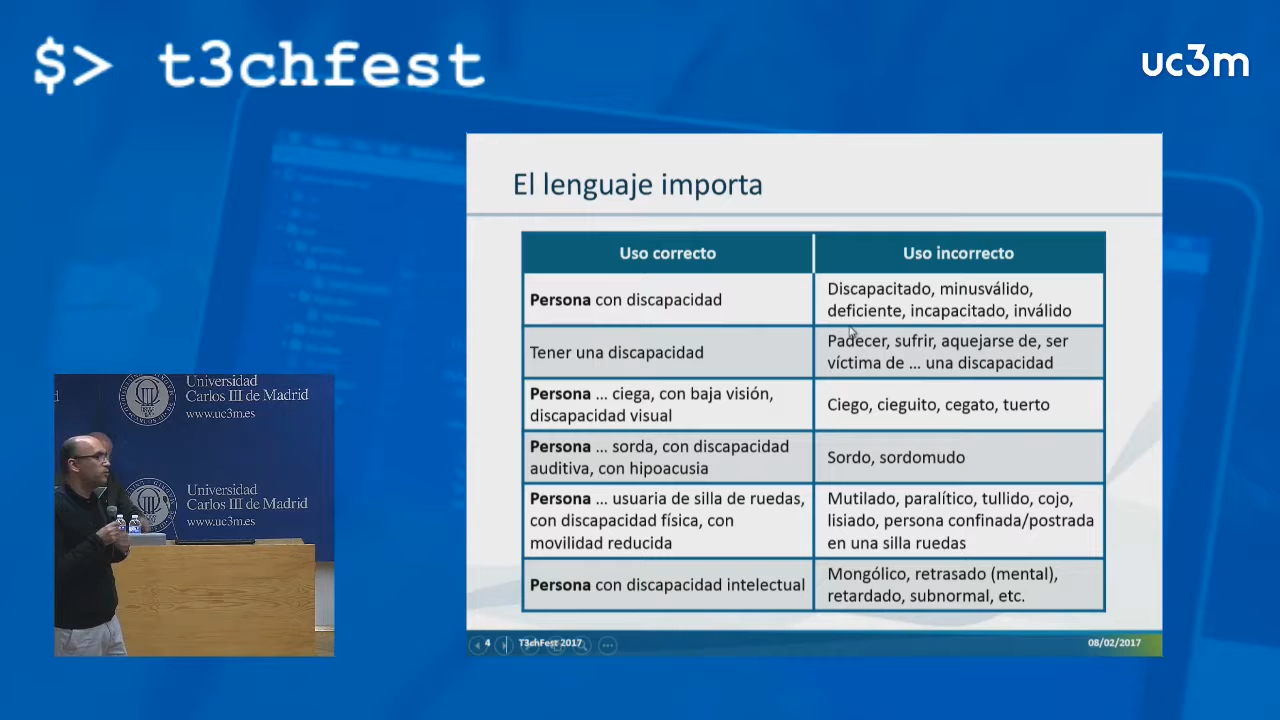 $> t3chfest
uc3m
El lenguaje importa
Uso correcto
Uso incorrecto
Persona con discapacidad
Discapacitado, minusválido,
deficiente, incapacitado, inválido
Tener una discapacidad
Padecer, sufrir, aquejarse de, ser
víctima de ... una discapacidad
Persona ... ciega, con baja visión,
discapacidad visual
Ciego, cieguito, cegato, tuerto
Persona ... sorda, con discapacidad
auditiva, con hipoacusia
Sordo, sordomudo
Persona ... usuaria de silla de ruedas,
con discapacidad física, con
movilidad reducida
Mutilado, paralítico, tullido, cojo,
lisiado, persona confinada/postrada
en una silla ruedas
Persona con discapacidad intelectual
Mongólico, retrasado (mental),
retardado, subnormal, etc.
4
T3chFest 2017
08/02/2017
Universidad
Carlos III de Madrid
www.uc3m.es
Universidad
Carlos III de Madrid
www.uc3m.es